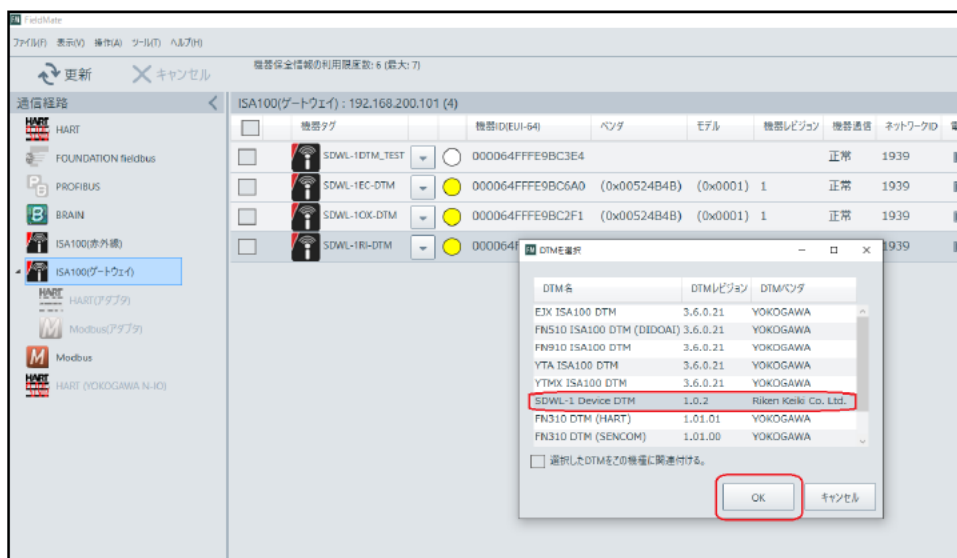 FieldMate
ファイル(F) 表示(V) 操作(A) ツール(T) ヘルプ(H)
更新 キャンセル 機器保全情報の利用限度数: 6 (最大: 7)
通信経路 ISA100(ゲートウェイ) : 192.168.200.101 (4)
HART
FOUNDATION fieldbus
PROFIBUS
BRAIN
ISA100(赤外線)
ISA100(ゲートウェイ)
HART(アダプタ)
Modbus(アダプタ)
Modbus
HART (YOKOGAWA N-IO)
機器タグ 機器ID(EUI-64) ベンダ モデル 機器レビジョン 機器通信 ネットワークID
SDWL-1DTM_TEST 000064FFFE9BC3E4 正常 1939
SDWL-1EC-DTM 000064FFFE9BC6A0 (0x00524B4B) (0x0001) 1 正常 1939
SDWL-1OX-DTM 000064FFFE9BC2F1 (0x00524B4B) (0x0001) 1 正常 1939
SDWL-1RI-DTM 000064 1939
DTMを選択
DTM名 DTMレビジョン DTMベンダ
EJX ISA100 DTM 3.6.0.21 YOKOGAWA
FN510 ISA100 DTM (DIDOAI) 3.6.0.21 YOKOGAWA
FN910 ISA100 DTM 3.6.0.21 YOKOGAWA
YTA ISA100 DTM 3.6.0.21 YOKOGAWA
YTMX ISA100 DTM 3.6.0.21 YOKOGAWA
SDWL-1 Device DTM 1.0.2 Riken Keiki Co. Ltd.
FN310 DTM (HART) 1.01.01 YOKOGAWA
FN310 DTM (SENCOM) 1.01.00 YOKOGAWA
選択したDTMをこの機種に関連付ける。
OK キャンセル